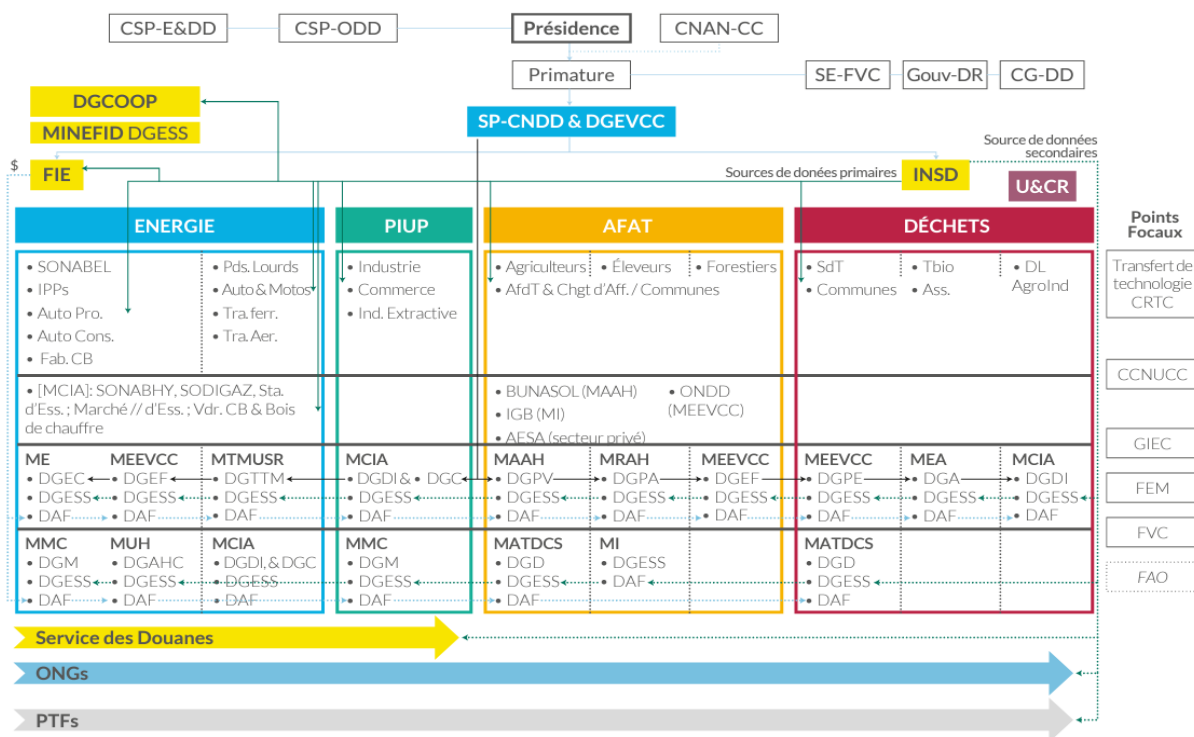 CSP-E&DD
CSP-ODD
Présidence
CNAN-CC
Primature
SE-FVC
Gouv-DR
CG-DD
DGCOOP
MINEFID DGESS
SP-CNDD & DGEVCC
Source de données
secondaires
$
FIE
Sources de données primaires
INSD
U&CR
ENERGIE
PIUP
AFAT
DÉCHETS
Points
Focaux
• SONABEL
• IPPs
• Auto Pro.
• Auto Cons.
• Fab. CB
• Pds. Lourds
• Auto & Motos
• Tra. ferr.
• Tra. Aer.
• Industrie
• Commerce
• Ind. Extractive
• Agriculteurs
• Éleveurs
• Forestiers
• AfdT & Chgt d'Aff. / Communes
• SdT
• Communes
• Tbio
• Ass.
• DL
AgroInd
Transfert de
technologie
CRTC
• [MCIA]: SONABHY, SODIGAZ, Sta.
d'Ess. ; Marché // d'Ess. ; Vdr. CB & Bois
de chauffre
• BUNASOL (MAAH)
• IGB (MI)
• AESA (secteur privé)
• ONDD
(MEEVCC)
CCNUCC
ME
• DGEC
• DGESS
• DAF
MEEVCC
• DGEF
• DGESS
• DAF
MTMUSR
• DGTTM
• DGESS
• DAF
MCIA
• DGDI & • DGC
• DGESS
• DAF
MAAH
• DGPV
• DGESS
• DAF
MRAH
• DGPA
• DGESS
• DAF
MEEVCC
• DGEF
• DGESS
• DAF
MEEVCC
• DGPE
• DGESS
• DAF
MEA
• DGA
• DGESS
• DAF
MCIA
• DGDI
• DGESS
• DAF
GIEC
FEM
MMC
• DGM
• DGESS
• DAF
MUH
• DGAHC
• DGESS
• DAF
MCIA
• DGDI, & DGC
• DGESS
• DAF
MMC
• DGM
• DGESS
• DAF
MATDCS
• DGD
• DGESS
• DAF
MI
• DGESS
• DAF
MATDCS
• DGD
• DGESS
• DAF
FVC
FAO
Service des Douanes
ONGs
PTFs